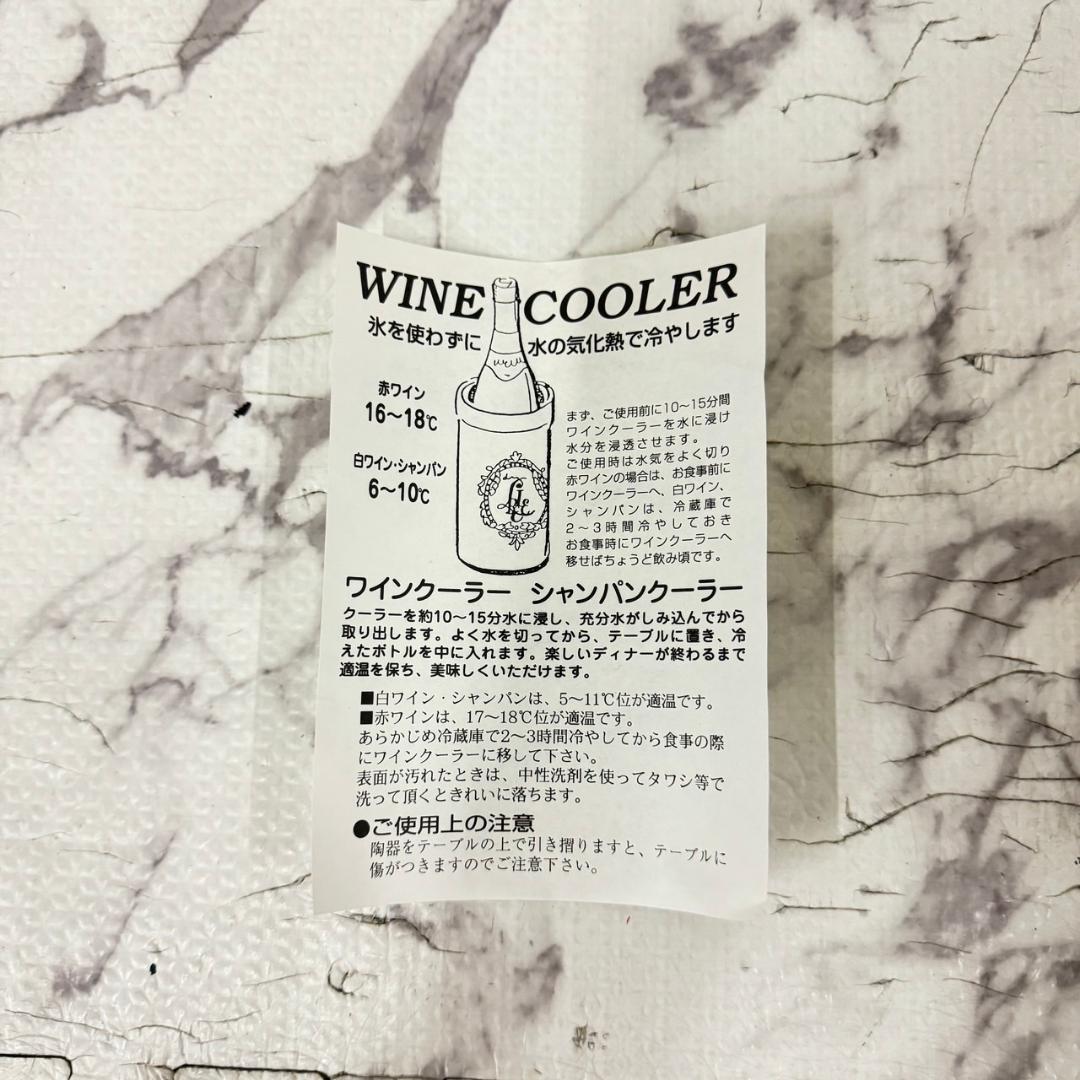 WINE COOLER
氷を使わずに 水の気化熱で冷やします
赤ワイン
16〜18℃
白ワイン・シャンパン
6〜10℃
まず、ご使用前に10〜15分間
ワインクーラーを水に浸け
水分を浸透させます。
ご使用時は水気をよく切り
赤ワインの場合は、お食事前に
ワインクーラーへ、白ワイン、
シャンパンは、冷蔵庫で
2〜3時間冷やしておき
お食事時にワインクーラーへ
移せばちょうど飲み頃です。
ワインクーラー シャンパンクーラー
クーラーを約10〜15分水に浸し、充分水がしみ込んでから
取り出します。よく水を切ってから、テーブルに置き、冷
えたボトルを中に入れます。楽しいディナーが終わるまで
適温を保ち、美味しくいただけます。
■白ワイン・シャンパンは、5〜11℃位が適温です。
■赤ワインは、17〜18℃位が適温です。
あらかじめ冷蔵庫で2〜3時間冷やしてから食事の際
にワインクーラーに移して下さい。
表面が汚れたときは、中性洗剤を使ってタワシ等で
洗って頂くときれいに落ちます。
●ご使用上の注意
陶器をテーブルの上で引き摺りますと、テーブルに
傷がつきますのでご注意下さい。